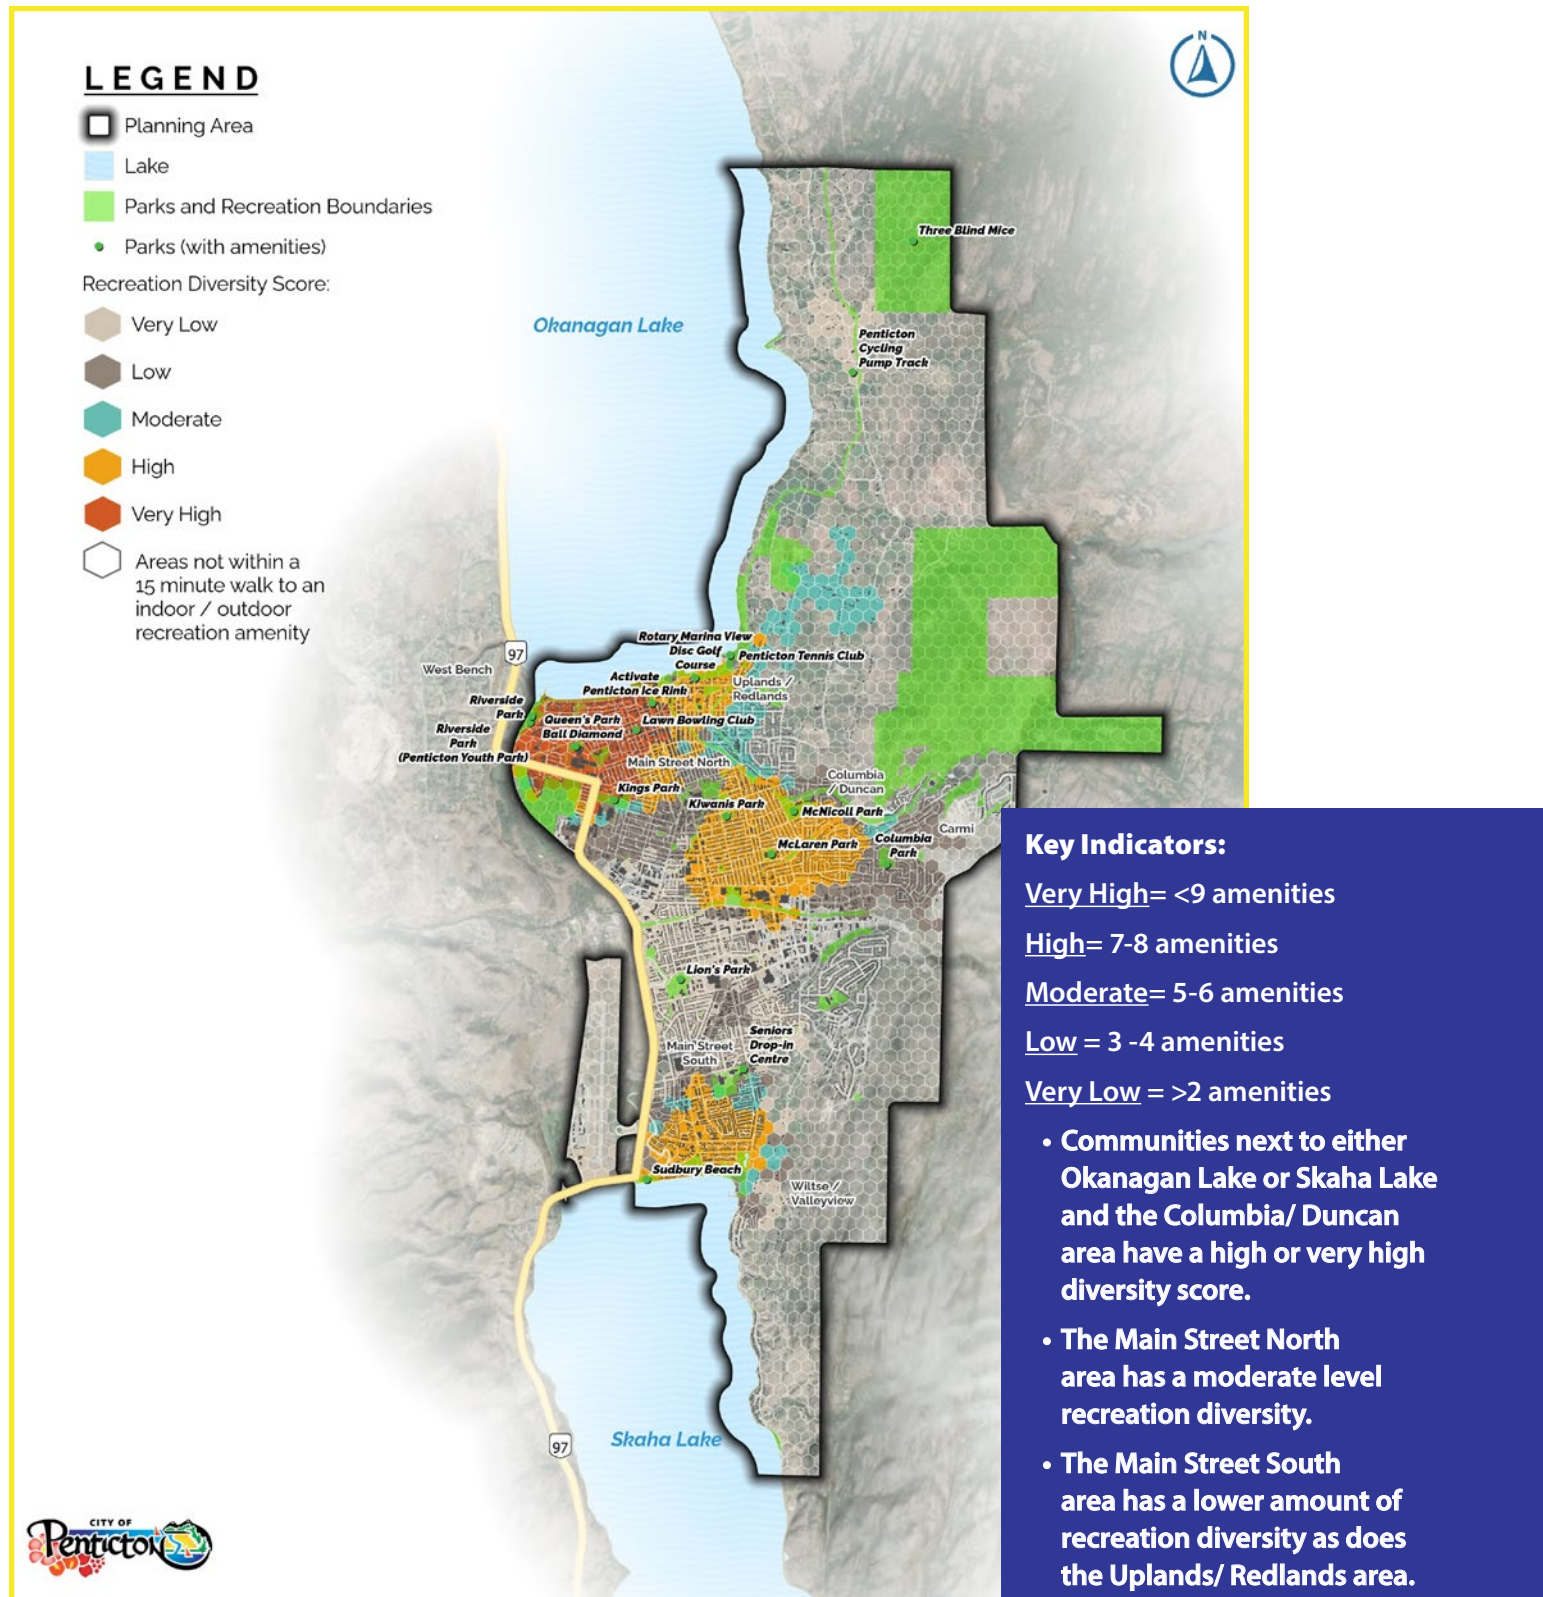 N
LEGEND
Planning Area
Lake
Parks and Recreation Boundaries
Parks (with amenities)
Recreation Diversity Score:
Very Low
Low
Moderate
High
Very High
Areas not within a
15 minute walk to an
indoor / outdoor
recreation amenity
Okanagan Lake
Three Blind Mice
Penticton
Cycling
Pump Track
97
West Bench
Rotary Marina View
Disc Golf
Course
Penticton Tennis Club
Activate
Penticton Ice Rink
Uplands /
Redlands
Riverside
Park
Queen's Park
Ball Diamond
Lawn Bowling Club
Riverside
Park
(Penticton Youth Park)
Main Street North
Columbia
/Duncan
Kings Park
Kiwanis Park
McNicoll Park
McLaren Park
Columbia
Park
Carmi
Lion's Park
Main Street
South
Seniors
Drop-in
Centre
Sudbury Beach
Wiltse /
Valleyview
Skaha Lake
97
CITY OF
Penticton
Key Indicators:
Very High= <9 amenities
High= 7-8 amenities
Moderate= 5-6 amenities
Low = 3 -4 amenities
Very Low = >2 amenities
• Communities next to either
Okanagan Lake or Skaha Lake
and the Columbia/ Duncan
area have a high or very high
diversity score.
• The Main Street North
area has a moderate level
recreation diversity.
• The Main Street South
area has a lower amount of
recreation diversity as does
the Uplands/ Redlands area.